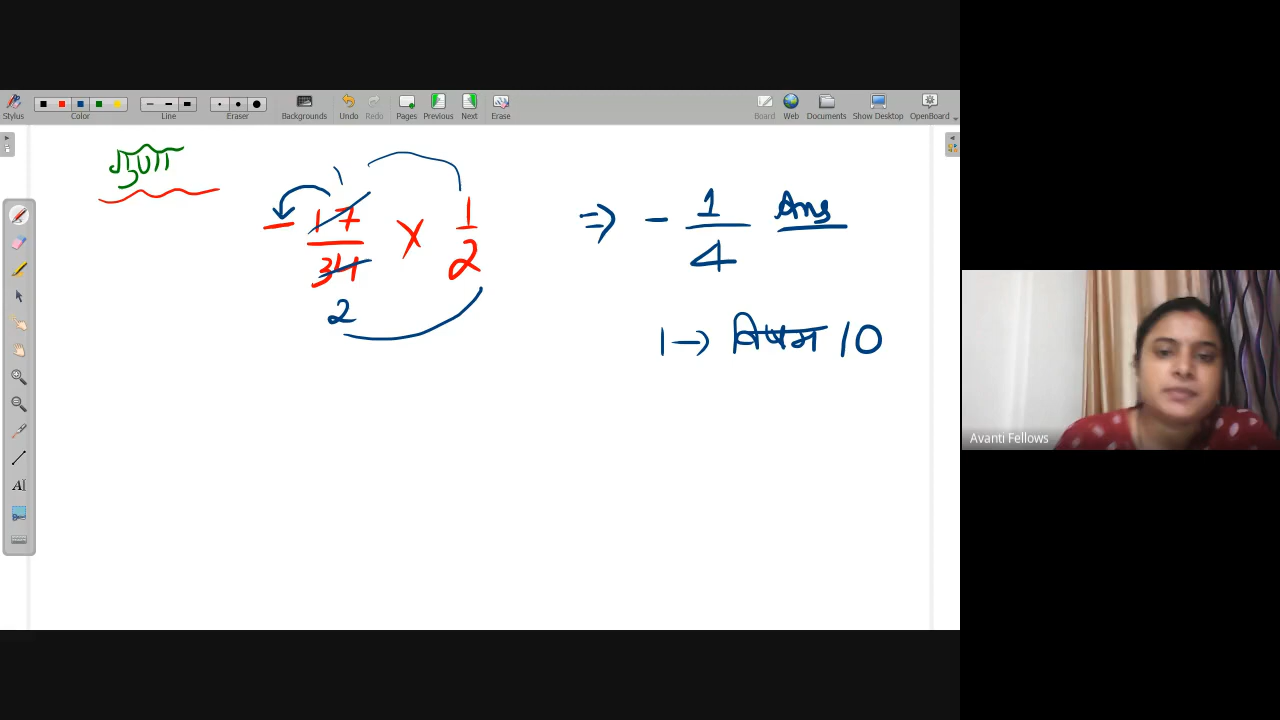 Stylus Color Line Eraser Backgrounds Undo Redo Pages Previous Next Erase Board Web Documents Show Desktop OpenBoard
गुणा
- 17/34 × 1/2 ⇒ - 1/4 Ans
1
2
1 → विषम 10
Avanti Fellows